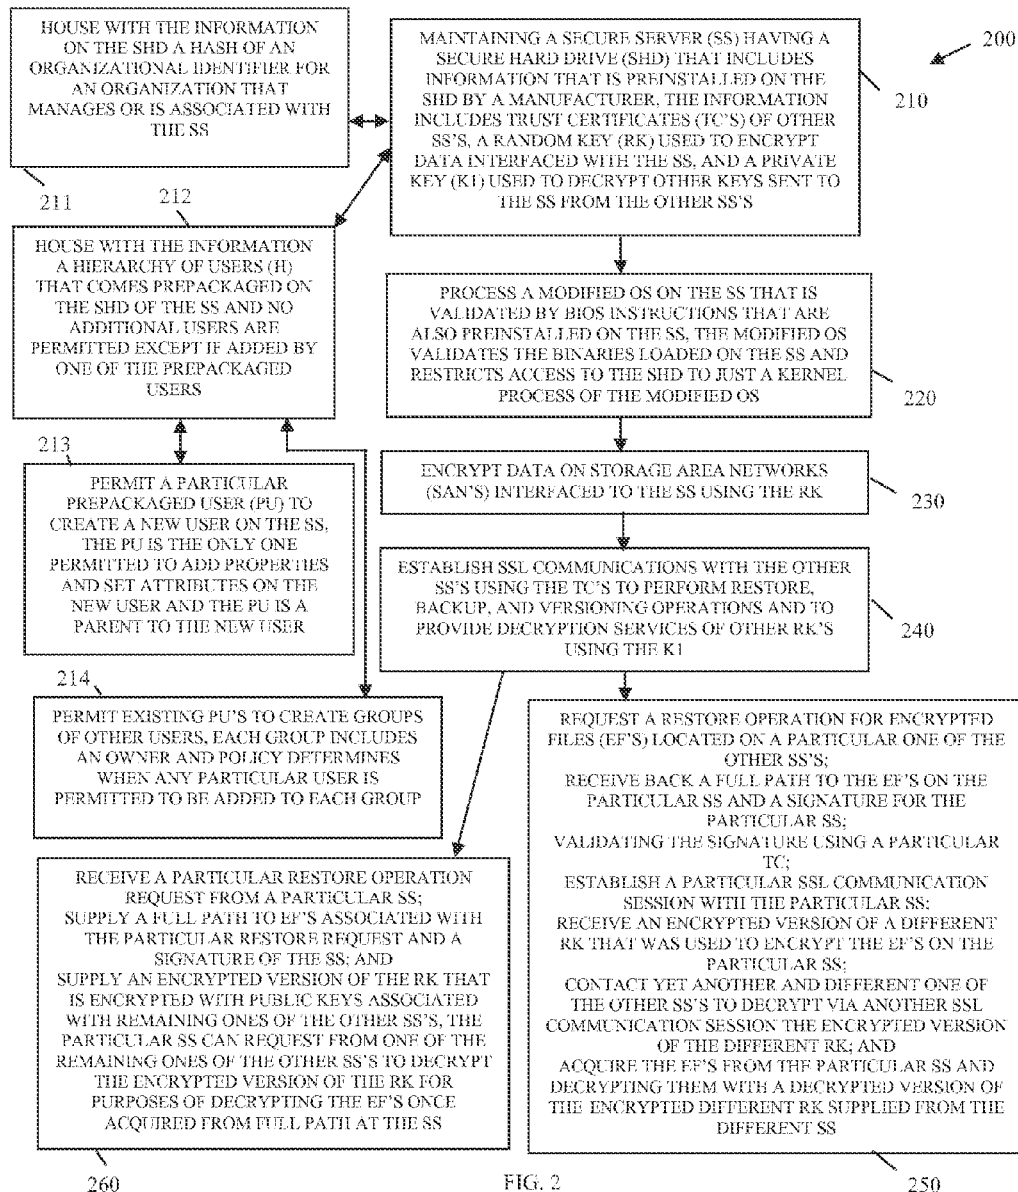 HOUSE WITH THE INFORMATION
ON THE SHD A HASH OF AN
ORGANIZATIONAL IDENTIFIER FOR
AN ORGANIZATION THAT
MANAGES OR IS ASSOCIATED WITH
THE SS
211
200
MAINTAINING A SECURE SERVER (SS) HAVING A
SECURE HARD DRIVE (SHD) THAT INCLUDES
INFORMATION THAT IS PREINSTALLED ON THE
SHD BY A MANUFACTURER, THE INFORMATION
INCLUDES TRUST CERTIFICATES (TC'S) OF OTHER
SS'S, A RANDOM KEY (RK) USED TO ENCRYPT
DATA INTERFACED WITH THE SS, AND A PRIVATE
KEY (K1) USED TO DECRYPT OTHER KEYS SENT TO
THE SS FROM THE OTHER SS'S
210
212
HOUSE WITH THE INFORMATION
A HIERARCHY OF USERS (H)
THAT COMES PREPACKAGED ON
THE SHD OF THE SS AND NO
ADDITIONAL USERS ARE
PERMITTED EXCEPT IF ADDED BY
ONE OF THE PREPACKAGED
USERS
PROCESS A MODIFIED OS ON THE SS THAT IS
VALIDATED BY BIOS INSTRUCTIONS THAT ARE
ALSO PREINSTALLED ON THE SS, THE MODIFIED OS
VALIDATES THE BINARIES LOADED ON THE SS AND
RESTRICTS ACCESS TO THE SHD TO JUST A KERNEL
PROCESS OF THE MODIFIED OS
220
213
PERMIT A PARTICULAR
PREPACKAGED USER (PU) TO
CREATE A NEW USER ON THE SS,
THE PU IS THE ONLY ONE
PERMITTED TO ADD PROPERTIES
AND SET ATTRIBUTES ON THE
NEW USER AND THE PU IS A
PARENT TO THE NEW USER
ENCRYPT DATA ON STORAGE AREA NETWORKS
(SAN'S) INTERFACED TO THE SS USING THE RK
230
ESTABLISH SSL COMMUNICATIONS WITH THE OTHER
SS'S USING THE TC'S TO PERFORM RESTORE,
BACKUP, AND VERSIONING OPERATIONS AND TO
PROVIDE DECRYPTION SERVICES OF OTHER RK'S
USING THE K1
240
214
PERMIT EXISTING PU'S TO CREATE GROUPS
OF OTHER USERS, EACH GROUP INCLUDES
AN OWNER AND POLICY DETERMINES
WHEN ANY PARTICULAR USER IS
PERMITTED TO BE ADDED TO EACH GROUP
REQUEST A RESTORE OPERATION FOR ENCRYPTED
FILES (EF'S) LOCATED ON A PARTICULAR ONE OF THE
OTHER SS'S;
RECEIVE BACK A FULL PATH TO THE EF'S ON THE
PARTICULAR SS AND A SIGNATURE FOR THE
PARTICULAR SS;
VALIDATING THE SIGNATURE USING A PARTICULAR
TC;
ESTABLISH A PARTICULAR SSL COMMUNICATION
SESSION WITH THE PARTICULAR SS;
RECEIVE AN ENCRYPTED VERSION OF A DIFFERENT
RK THAT WAS USED TO ENCRYPT THE EF'S ON THE
PARTICULAR SS;
CONTACT YET ANOTHER AND DIFFERENT ONE OF
THE OTHER SS'S TO DECRYPT VIA ANOTHER SSL
COMMUNICATION SESSION THE ENCRYPTED VERSION
OF THE DIFFERENT RK; AND
ACQUIRE THE EF'S FROM THE PARTICULAR SS AND
DECRYPTING THEM WITH A DECRYPTED VERSION OF
THE ENCRYPTED DIFFERENT RK SUPPLIED FROM THE
DIFFERENT SS
250
RECEIVE A PARTICULAR RESTORE OPERATION
REQUEST FROM A PARTICULAR SS;
SUPPLY A FULL PATH TO EF'S ASSOCIATED WITH
THE PARTICULAR RESTORE REQUEST AND A
SIGNATURE OF THE SS; AND
SUPPLY AN ENCRYPTED VERSION OF THE RK THAT
IS ENCRYPTED WITH PUBLIC KEYS ASSOCIATED
WITH REMAINING ONES OF THE OTHER SS'S, THE
PARTICULAR SS CAN REQUEST FROM ONE OF THE
REMAINING ONES OF THE OTHER SS'S TO DECRYPT
THE ENCRYPTED VERSION OF THE RK FOR
PURPOSES OF DECRYPTING THE EF'S ONCE
ACQUIRED FROM FULL PATH AT THE SS
260
FIG. 2